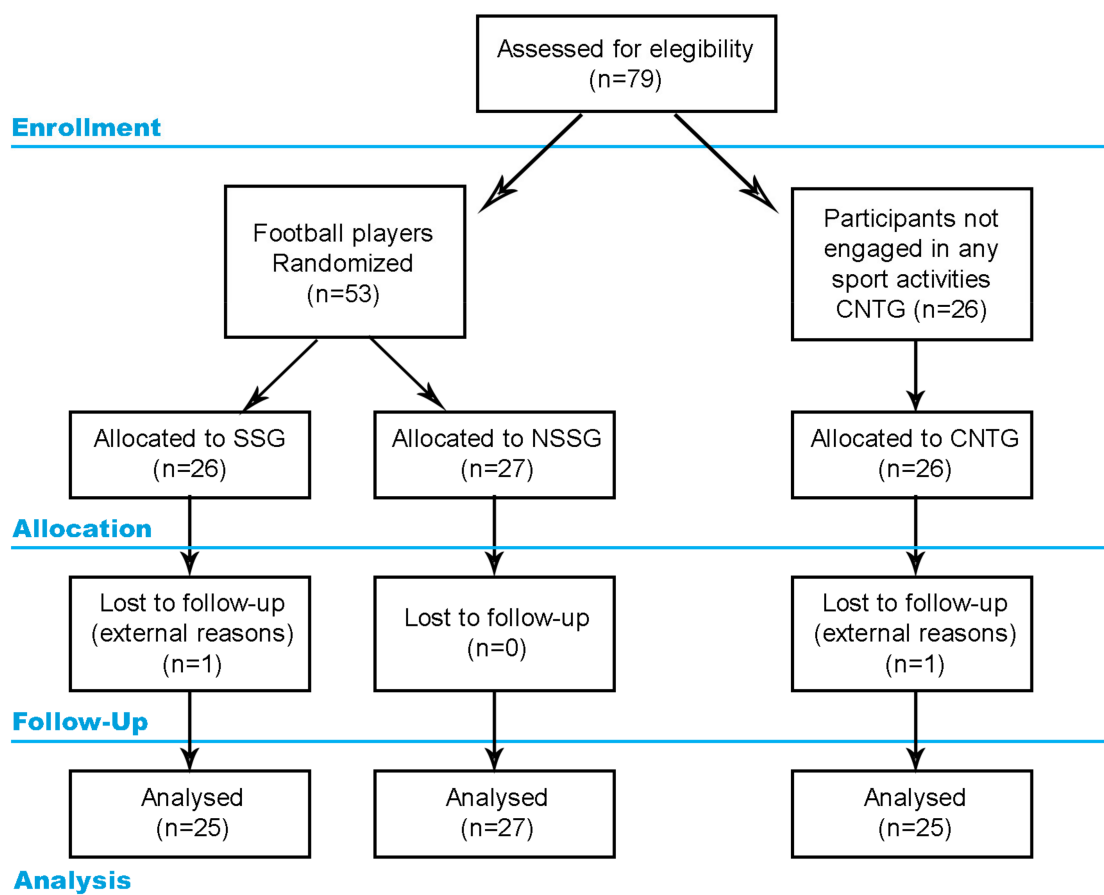 Assessed for elegibility
(n=79)
Enrollment
Football players
Randomized
(n=53)
Participants not
engaged in any
sport activities
CNTG (n=26)
Allocated to SSG
(n=26)
Allocated to NSSG
(n=27)
Allocated to CNTG
(n=26)
Allocation
Lost to follow-up
(external reasons)
(n=1)
Lost to follow-up
(n=0)
Lost to follow-up
(external reasons)
(n=1)
Follow-Up
Analysed
(n=25)
Analysed
(n=27)
Analysed
(n=25)
Analysis